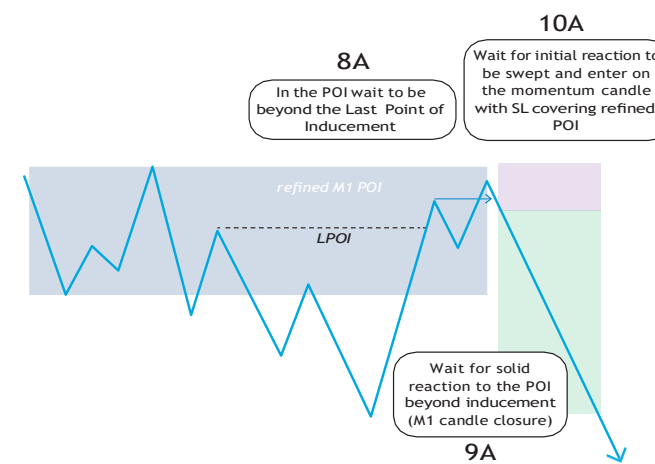 10A
Wait for initial reaction to
be swept and enter on
the momentum candle
with SL covering refined
POI
8A
In the POI wait to be
beyond the Last Point of
Inducement
refined M1 POI
LPOI
Wait for solid
reaction to the POI
beyond inducement
(M1 candle closure)
9A